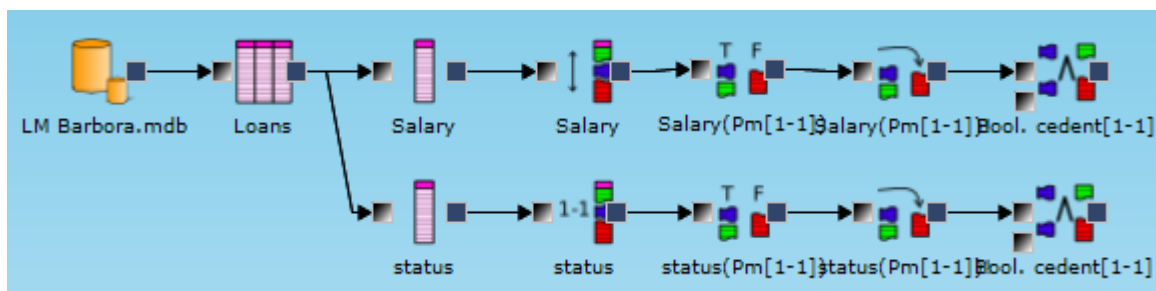 T F T F
LM Barbora.mdb Loans Salary Salary Salary(Pm[1-1]) Salary(Pm[1-1]) Bool. cedent[1-1]
1-1 T F
status status status(Pm[1-1]) status(Pm[1-1]) Bool. cedent[1-1]